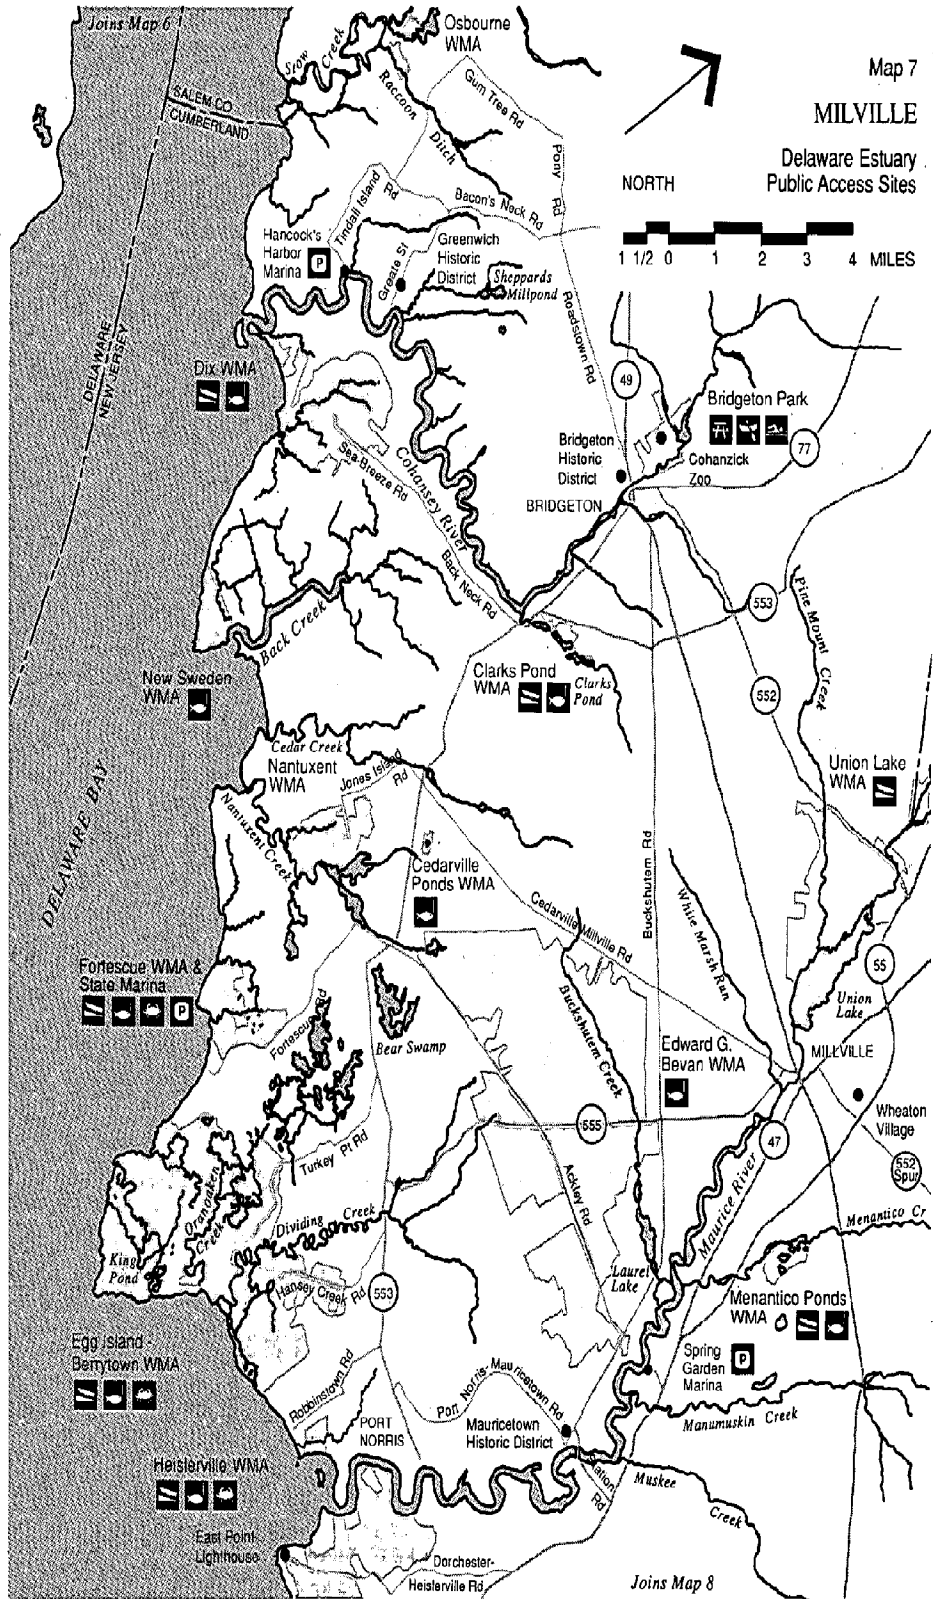 Joins Map 6
Osbourne
WMA
Stow
Creek
Map 7
MILVILLE
Delaware Estuary
Public Access Sites
NORTH
1 1/2 0 1 2 3 4 MILES
SALEM CO.
CUMBERLAND
Raccoon
Ditch
Gum Tree Rd
Pony Rd
Tindall Island
Rd
Bacon's Neck Rd
Hancock's
Harbor
Marina
P
Greate St
Greenwich
Historic
District
Sheppards
Millpond
Roadstown Rd
DELAWARE
NEW JERSEY
Dix WMA
49
Bridgeton Park
77
Bridgeton
Historic
District
Cohanzick
Zoo
BRIDGETON
Sea-Breeze Rd
Cohansey River
Back Neck Rd
553
Pine Mount Creek
Back Creek
New Sweden
WMA
Clarks Pond
WMA
Clarks
Pond
552
Cedar Creek
Nantuxent
WMA
Jones Island
Rd
Union Lake
WMA
Nantuxent Creek
DELAWARE BAY
Cedarville
Ponds WMA
Buckshutem Rd
Cedarville Millville Rd
White Marsh Run
55
Fortescue WMA &
State Marina
P
Fortescue Rd
Bear Swamp
Buckshutem Creek
Union
Lake
Edward G.
Bevan WMA
MILLVILLE
Wheaton
Village
555
47
552
Spur
Turkey Pt Rd
Ackley Rd
Maurice River
Oranoaken
Creek
Dividing Creek
Menantico Cr
King
Pond
Hansey Creek Rd
553
Laurel
Lake
Menantico Ponds
WMA
Egg Island -
Berrytown WMA
Spring
Garden
Marina
P
Robbinstown Rd
Port Norris-Mauricetown Rd
Manumuskin Creek
PORT
NORRIS
Mauricetown
Historic District
Heislerville WMA
Station
Rd
Muskee
Creek
East Point
Lighthouse
Dorchester-
Heislerville Rd
Joins Map 8